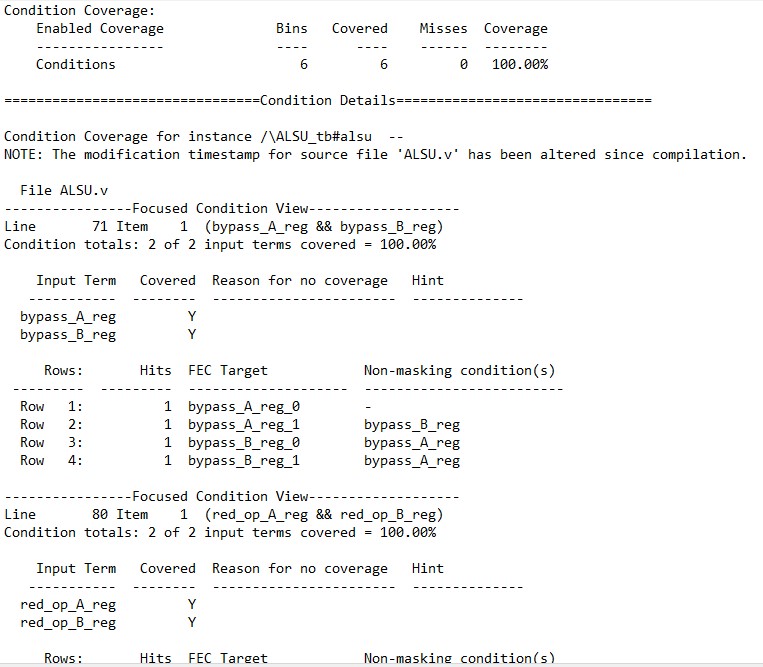 Condition Coverage:
    Enabled Coverage              Bins   Covered    Misses  Coverage
    ----------------              ----      ----    ------  --------
    Conditions                       6         6         0   100.00%

================================Condition Details================================

Condition Coverage for instance /\ALSU_tb#alsu  --
NOTE: The modification timestamp for source file 'ALSU.v' has been altered since compilation.

  File ALSU.v
----------------Focused Condition View-------------------
Line       71 Item    1  (bypass_A_reg && bypass_B_reg)
Condition totals: 2 of 2 input terms covered = 100.00%

    Input Term   Covered  Reason for no coverage   Hint
   -----------  --------  -----------------------  --------------
  bypass_A_reg         Y
  bypass_B_reg         Y

     Rows:       Hits  FEC Target            Non-masking condition(s)
 ---------  ---------  --------------------  -------------------------
  Row   1:          1  bypass_A_reg_0        -
  Row   2:          1  bypass_A_reg_1        bypass_B_reg
  Row   3:          1  bypass_B_reg_0        bypass_A_reg
  Row   4:          1  bypass_B_reg_1        bypass_A_reg

----------------Focused Condition View-------------------
Line       80 Item    1  (red_op_A_reg && red_op_B_reg)
Condition totals: 2 of 2 input terms covered = 100.00%

    Input Term   Covered  Reason for no coverage   Hint
   -----------  --------  -----------------------  --------------
  red_op_A_reg         Y
  red_op_B_reg         Y

     Rows:       Hits  FEC Target            Non-masking condition(s)